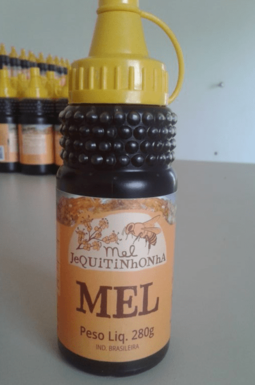 Mel
JeQUITINhONhA
MEL
Peso Liq. 280g
IND. BRASILEIRA